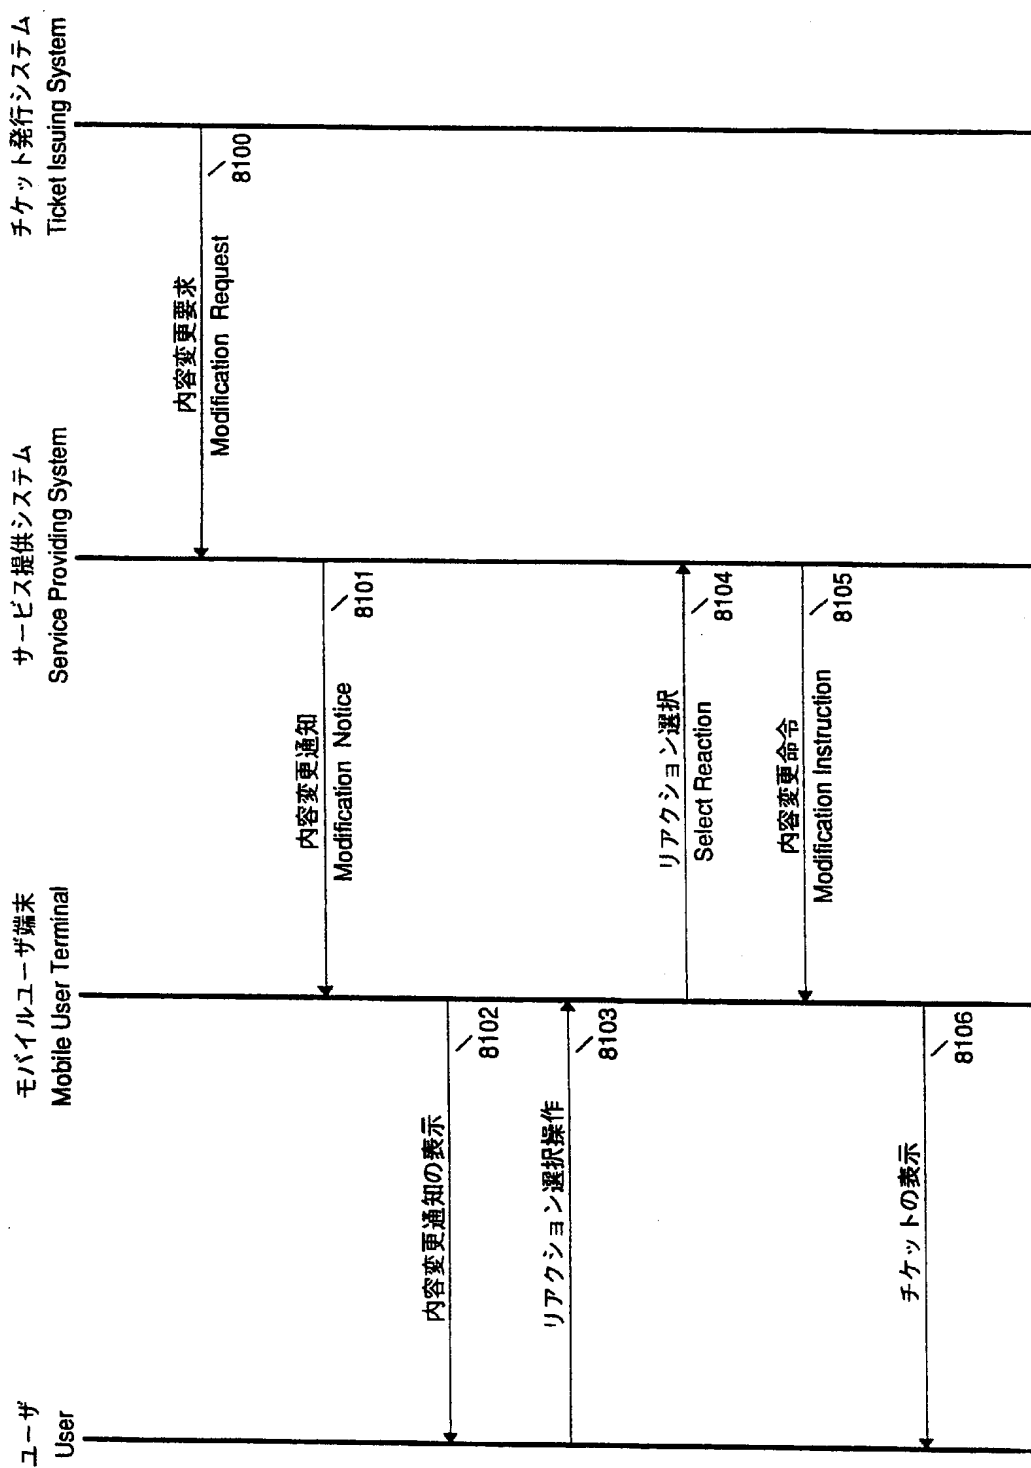 ユーザ
User
モバイルユーザ端末
Mobile User Terminal
サービス提供システム
Service Providing System
チケット発行システム
Ticket Issuing System
内容変更要求
Modification Request
8100
内容変更通知
Modification Notice
8101
内容変更通知の表示
8102
リアクション選択操作
8103
リアクション選択
Select Reaction
8104
内容変更命令
Modification Instruction
8105
チケットの表示
8106